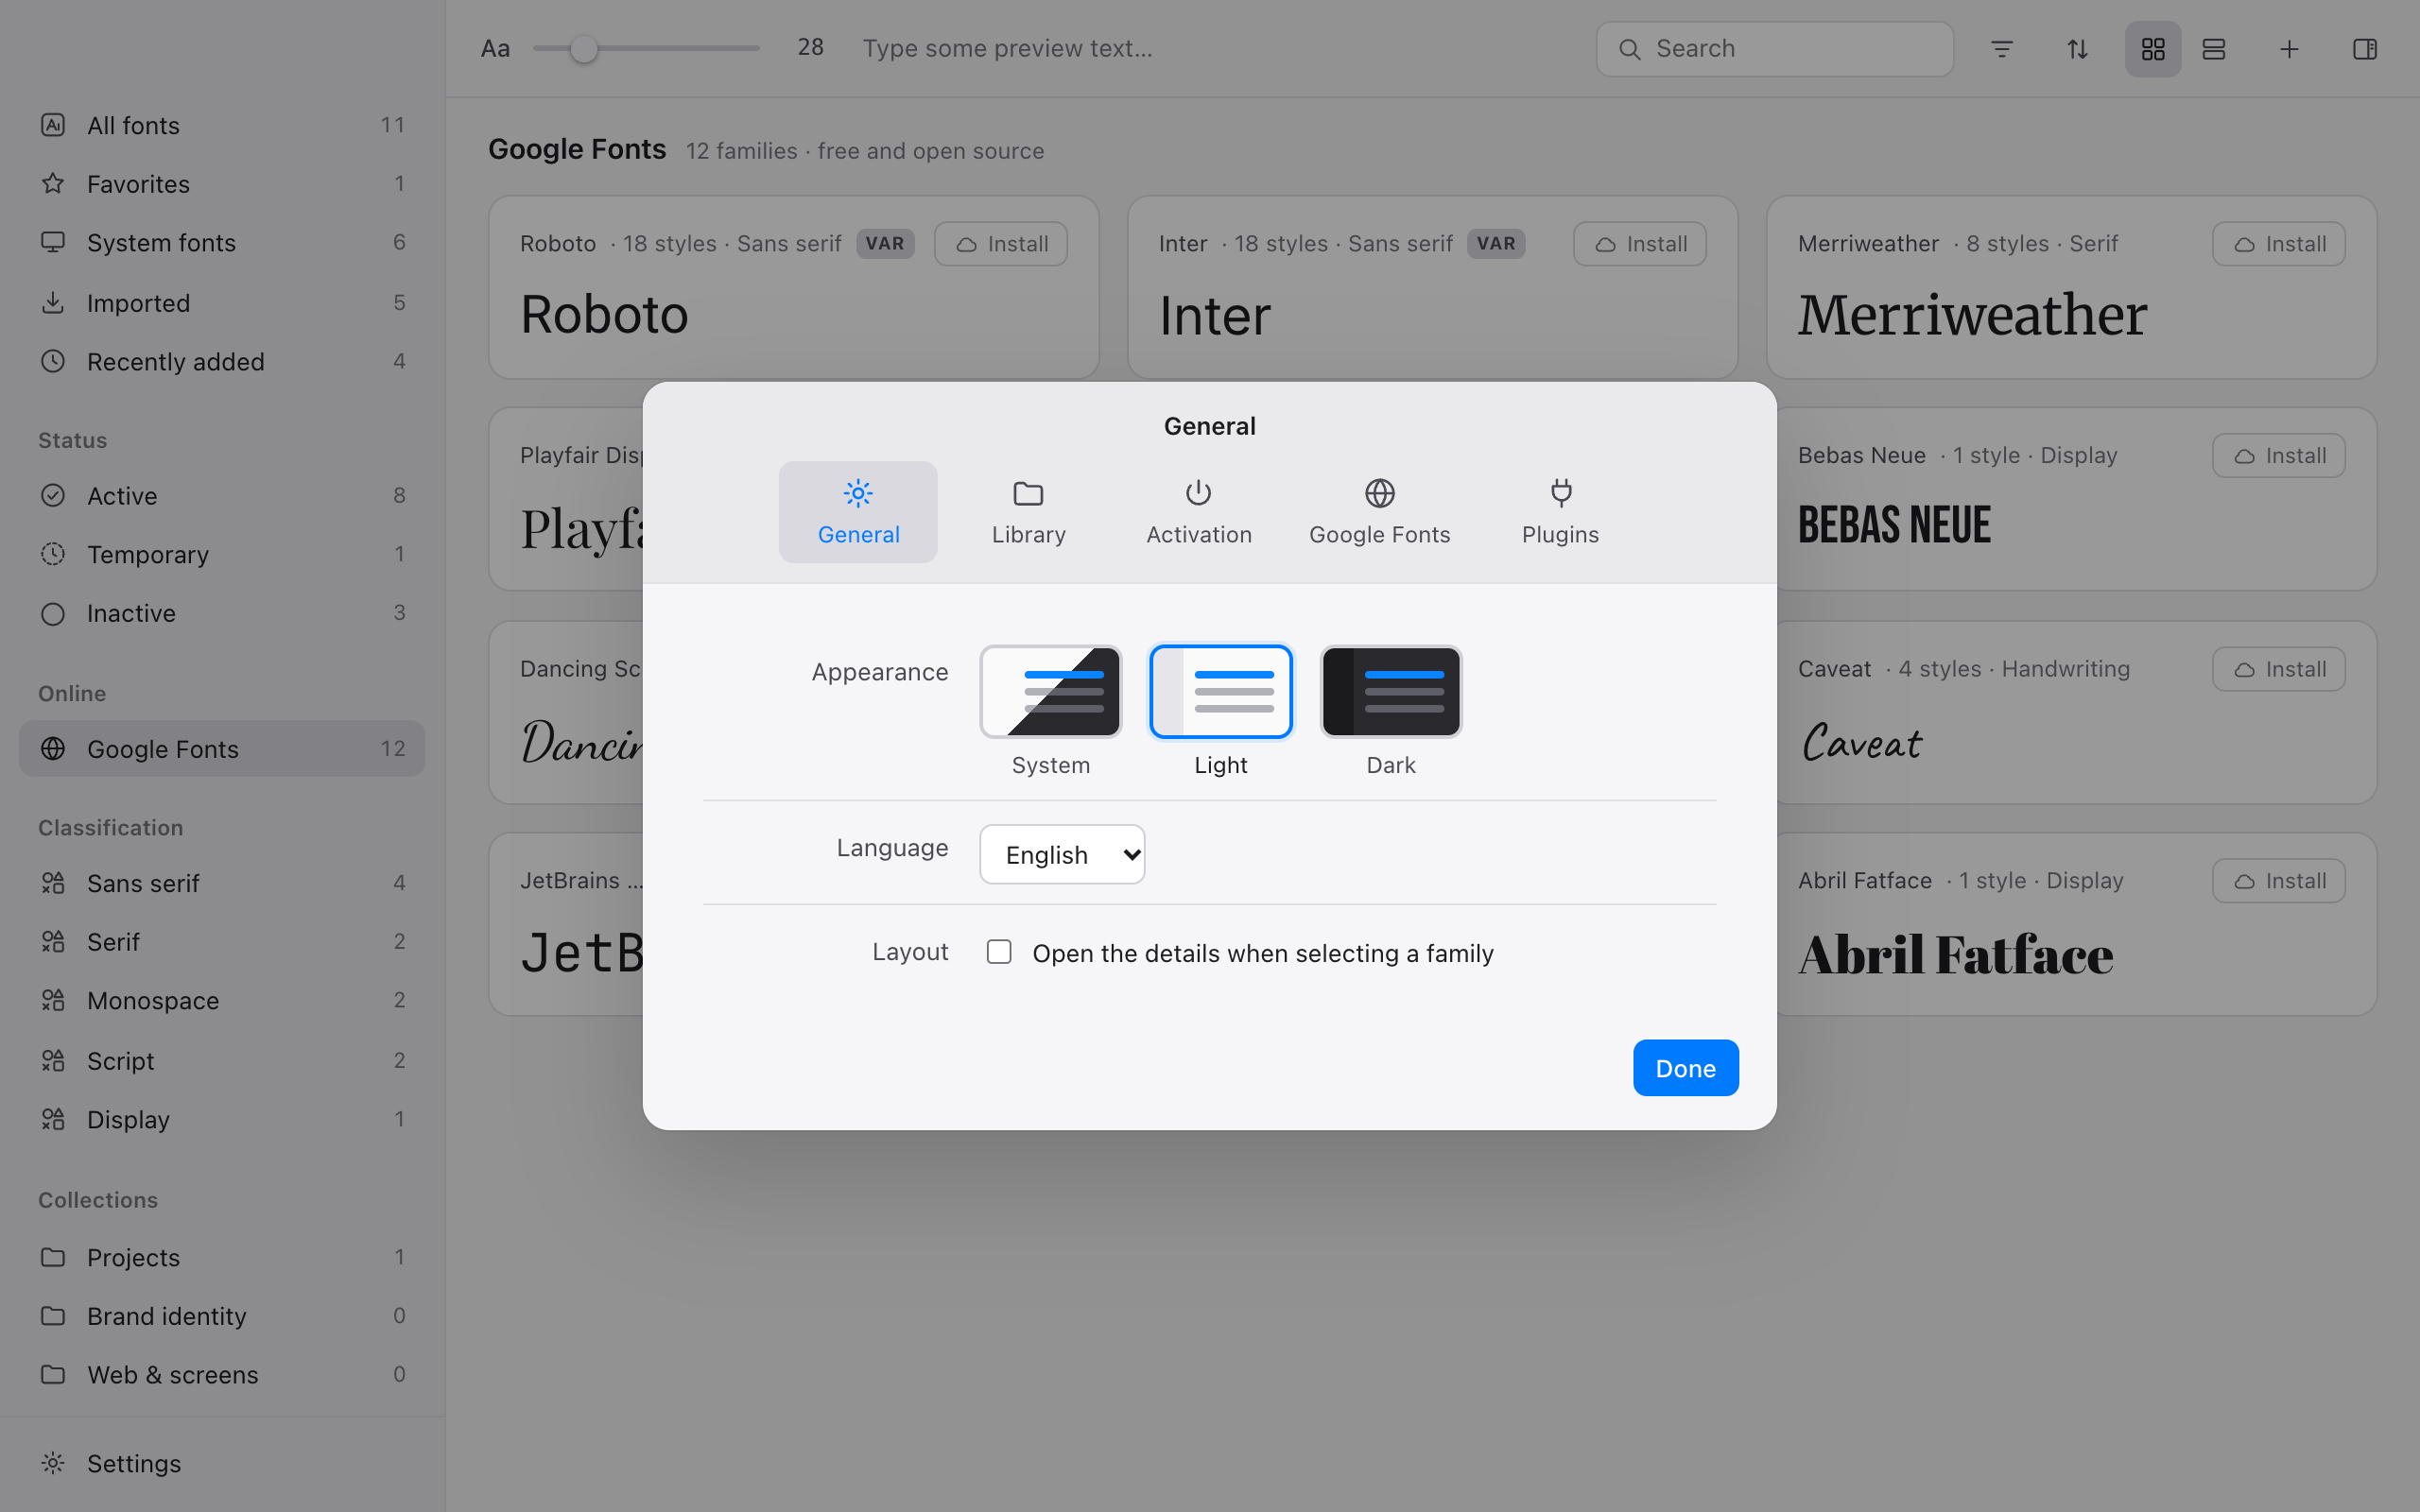 Aa 28 Type some preview text... Search
All fonts 11
Favorites 1
System fonts 6
Imported 5
Recently added 4
Status
Active 8
Temporary 1
Inactive 3
Online
Google Fonts 12
Classification
Sans serif 4
Serif 2
Monospace 2
Script 2
Display 1
Collections
Projects 1
Brand identity 0
Web & screens 0
Settings
Google Fonts 12 families · free and open source
Roboto · 18 styles · Sans serif VAR Install
Roboto
Inter · 18 styles · Sans serif VAR Install
Inter
Merriweather · 8 styles · Serif Install
Merriweather
Playfair Disp
Playfa
Bebas Neue · 1 style · Display Install
BEBAS NEUE
Dancing Sc
Dancin
Caveat · 4 styles · Handwriting Install
Caveat
JetBrains ...
JetB
Abril Fatface · 1 style · Display Install
Abril Fatface
General
General Library Activation Google Fonts Plugins
Appearance
System Light Dark
Language English
Layout Open the details when selecting a family
Done